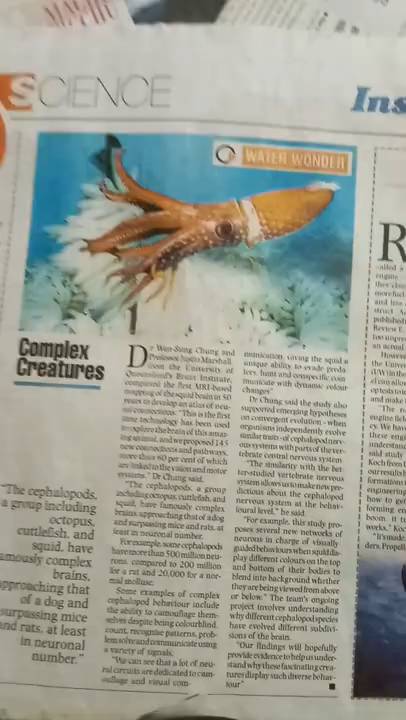 SCIENCE
Ins
WATER WONDER
Complex
Creatures
"The cephalopods,
a group including
octopus,
cuttlefish, and
squid, have
amously complex
brains,
approaching that
of a dog and
surpassing mice
and rats, at least
in neuronal
number."
Dr Wen-Sung Chung and
Professor Justin Marshall,
from the University of
Queensland's Brain Institute,
completed the first MRI-based
mapping of the squid brain in 50
years to develop an atlas of neu-
ral connections. "This is the first
time technology has been used
to explore the brain of this amaz-
ing animal, and we proposed 145
new connections and pathways,
more than 60 per cent of which
are linked to the vision and motor
systems," Dr Chung said.
"The cephalopods, a group
including octopus, cuttlefish, and
squid, have famously complex
brains, approaching that of a dog
and surpassing mice and rats, at
least in neuronal number.
For example, some cephalopods
have more than 500 million neu-
rons, compared to 200 million
for a rat and 20,000 for a nor-
mal mollusc.
Some examples of complex
cephalopod behaviour include
the ability to camouflage them-
selves despite being colourblind,
count, recognise patterns, prob-
lem solve and communicate using
a variety of signals.
"We can see that a lot of neu-
ral circuits are dedicated to cam-
ouflage and visual com-
munication, giving the squid a
unique ability to evade preda-
tors, hunt and conspecific com-
municate with dynamic colour
changes"
Dr Chung said the study also
supported emerging hypotheses
on convergent evolution - when
organisms independently evolve
similar traits - of cephalopod nerv-
ous systems with parts of the ver-
tebrate central nervous system.
"The similarity with the bet-
ter-studied vertebrate nervous
system allows us to make new pre-
dictions about the cephalopod
nervous system at the behav-
ioural level," he said.
"For example, this study pro-
poses several new networks of
neurons in charge of visually-
guided behaviours when squid dis-
play different colours on the top
and bottom of their bodies to
blend into background whether
they are being viewed from above
or below." The team's ongoing
project involves understanding
why different cephalopod species
have evolved different subdivi-
sions of the brain.
"Our findings will hopefully
provide evidence to help us under-
stand why these fascinating crea-
tures display such diverse behav-
iour"
R